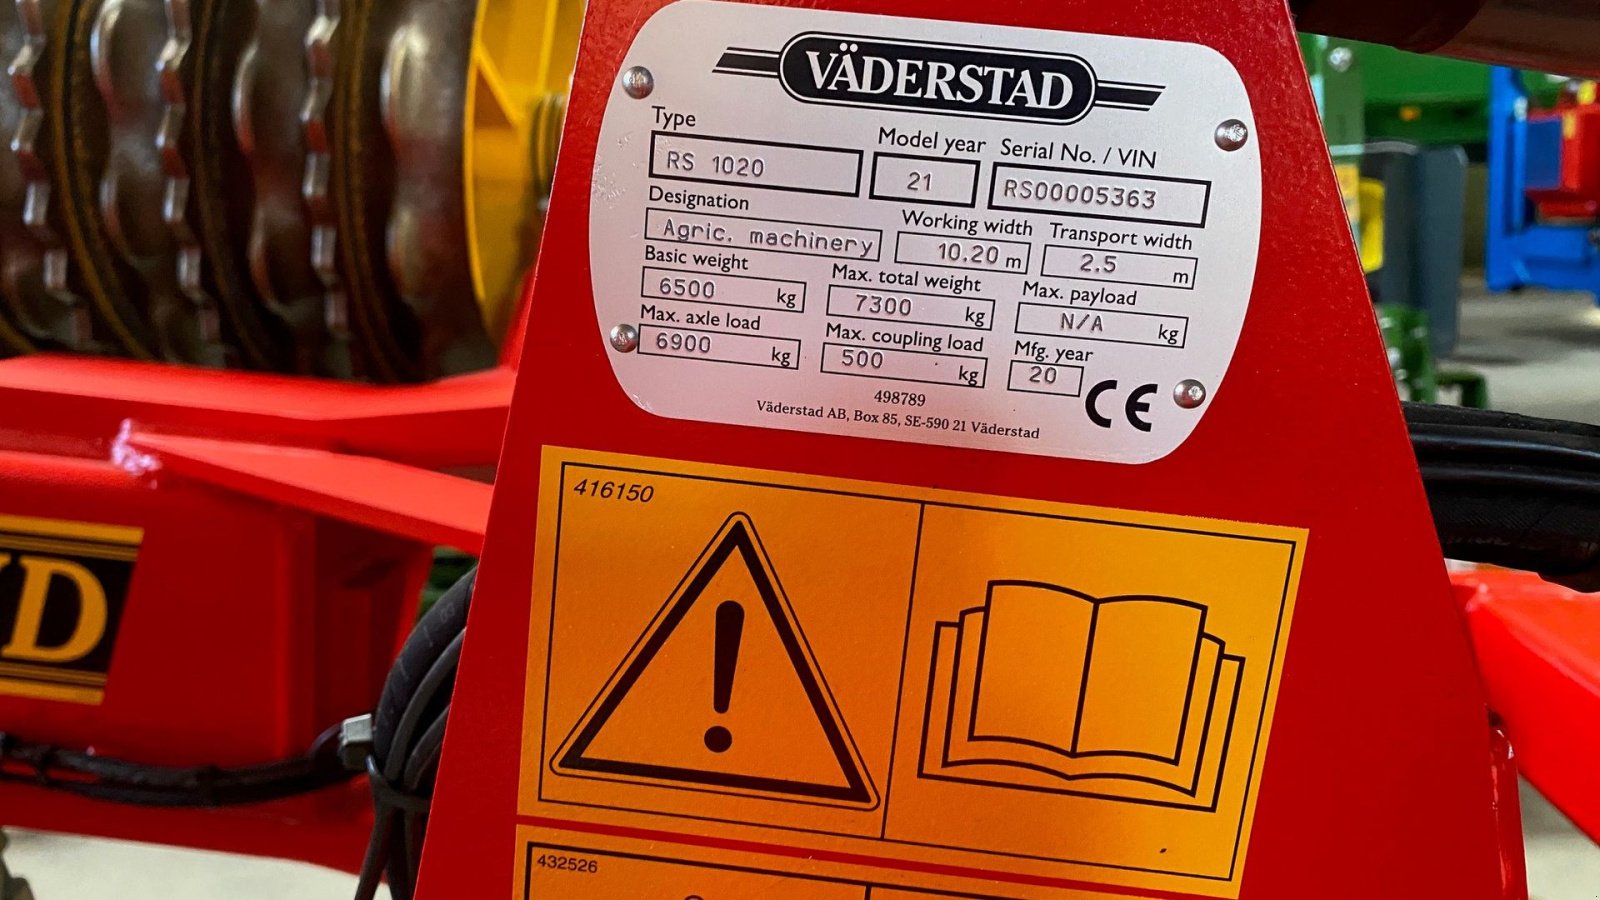 VÄDERSTAD
Type Model year Serial No. / VIN
RS 1020 21 RS00005363
Designation Working width Transport width
Agric. machinery 10.20 m 2.5 m
Basic weight Max. total weight Max. payload
6500 kg 7300 kg N/A kg
Max. axle load Max. coupling load Mfg. year
6900 kg 500 kg 20 CE
498789
Väderstad AB, Box 85, SE-590 21 Väderstad
416150
D
432526